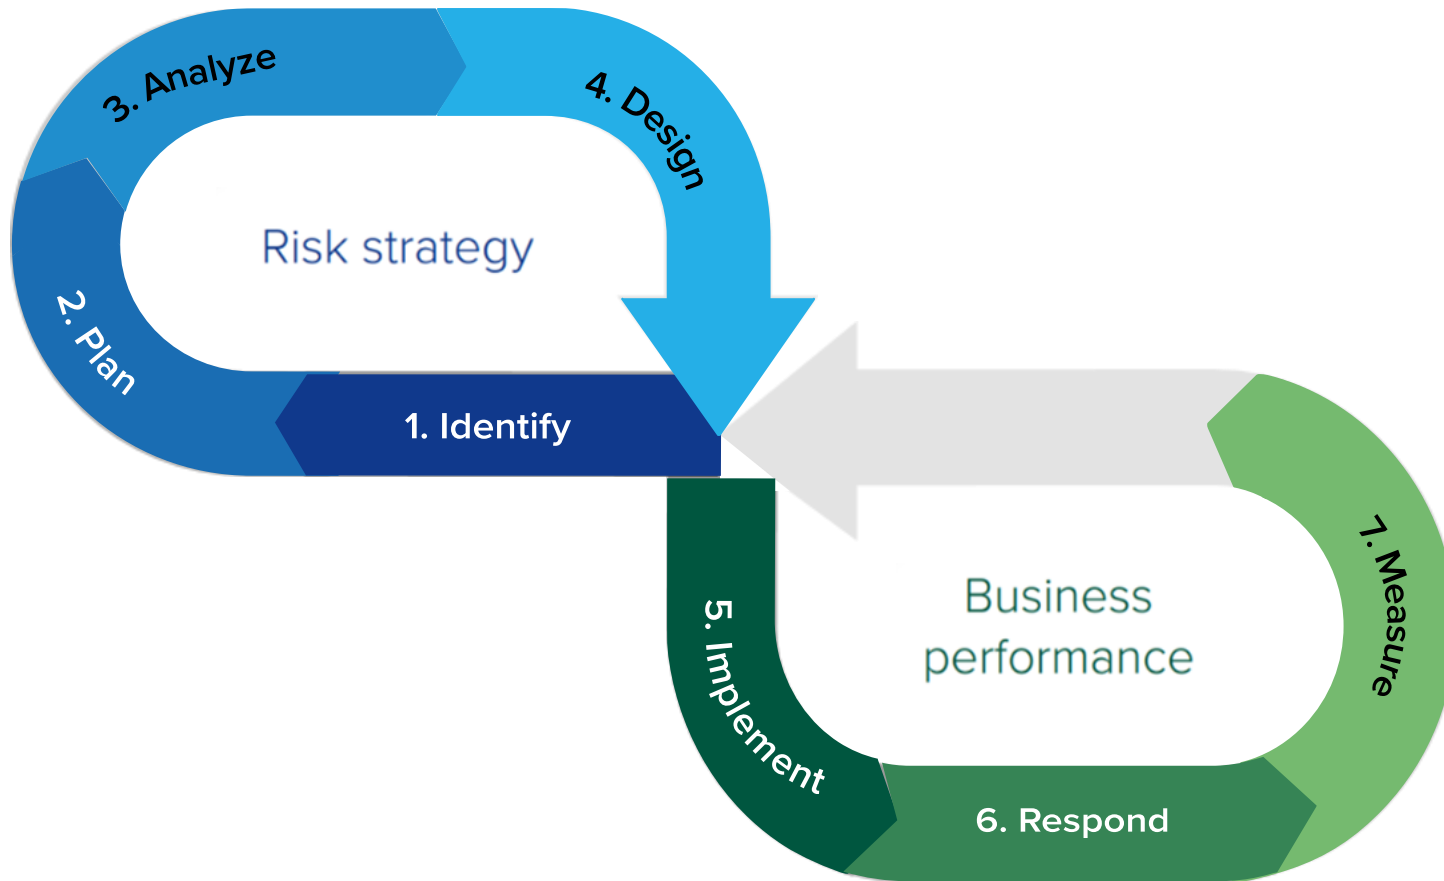 3. Analyze
4. Design
Risk strategy
2. Plan
1. Identify
5. Implement
Business
performance
7. Measure
6. Respond